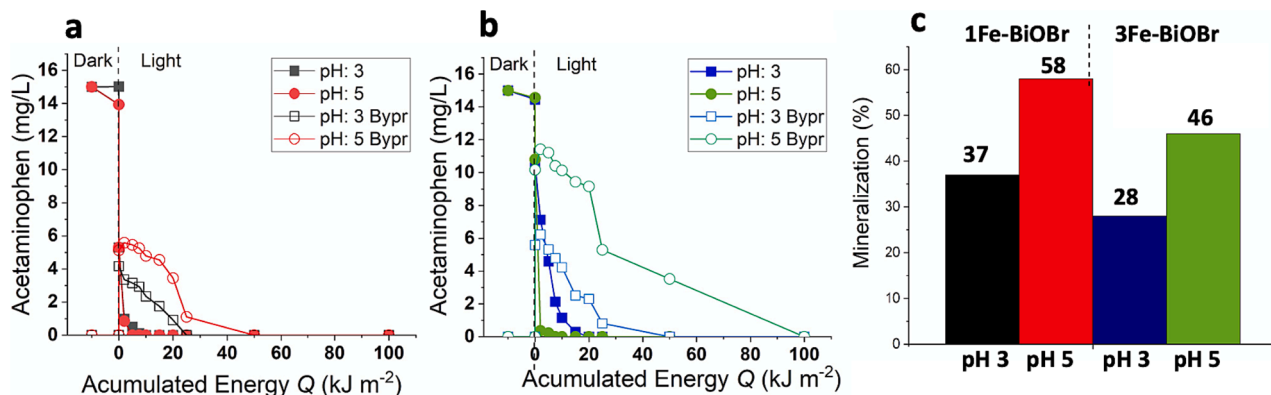 a
Dark
Light
pH: 3
pH: 5
pH: 3 Bypr
pH: 5 Bypr
Acetaminophen (mg/L)
16
14
12
10
8
6
4
2
0
0 20 40 60 80 100
Acumulated Energy Q (kJ m⁻²)
b
Dark
Light
pH: 3
pH: 5
pH: 3 Bypr
pH: 5 Bypr
Acetaminophen (mg/L)
16
14
12
10
8
6
4
2
0
0 20 40 60 80 100
Acumulated Energy Q (kJ m⁻²)
c
1Fe-BiOBr 3Fe-BiOBr
Mineralization (%)
60
50
40
30
20
10
0
37
58
28
46
pH 3 pH 5 pH 3 pH 5